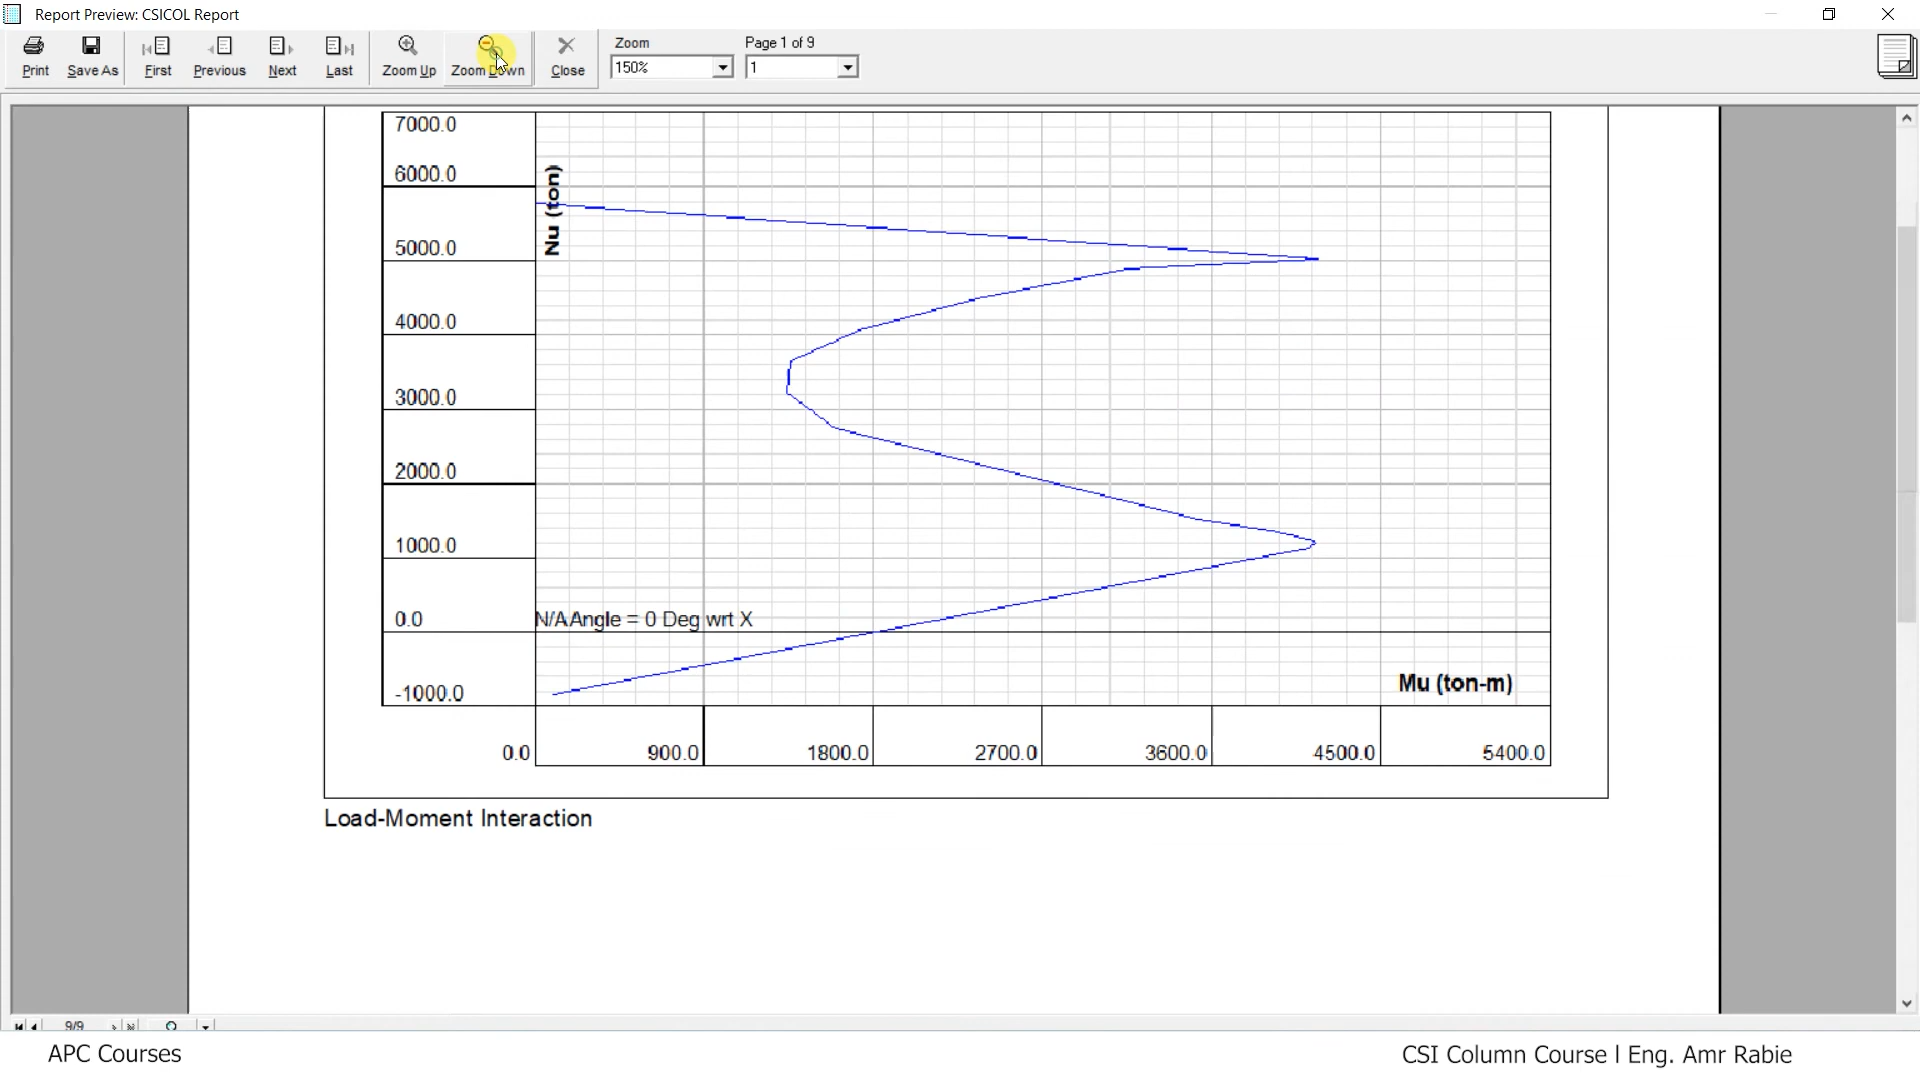 Report Preview: CSICOL Report
Print Save As First Previous Next Last Zoom Up Zoom Down Close
Zoom Page 1 of 9
150% 1
7000.0
6000.0
5000.0
4000.0
3000.0
2000.0
1000.0
0.0
-1000.0
Nu (ton)
N/A Angle = 0 Deg wrt X
Mu (ton-m)
0.0 900.0 1800.0 2700.0 3600.0 4500.0 5400.0
Load-Moment Interaction
9/9
APC Courses
CSI Column Course l Eng. Amr Rabie